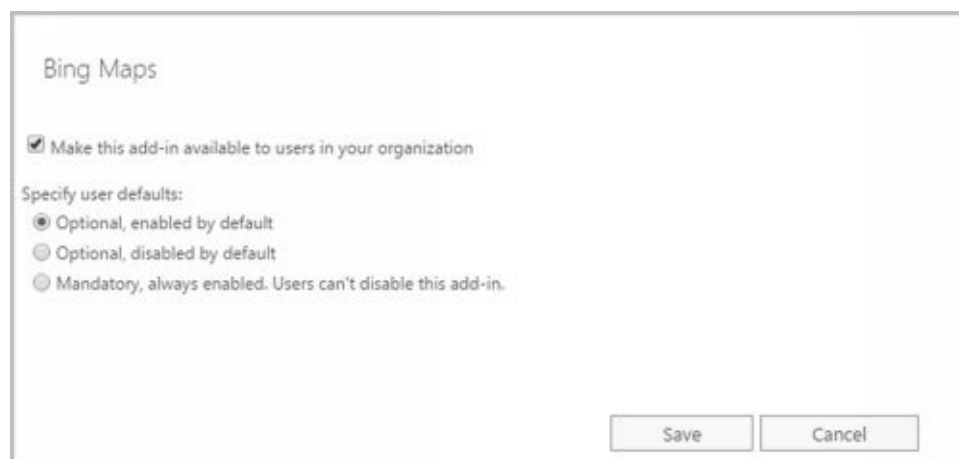 Bing Maps
Make this add-in available to users in your organization
Specify user defaults:
Optional, enabled by default
Optional, disabled by default
Mandatory, always enabled. Users can't disable this add-in.
Save Cancel